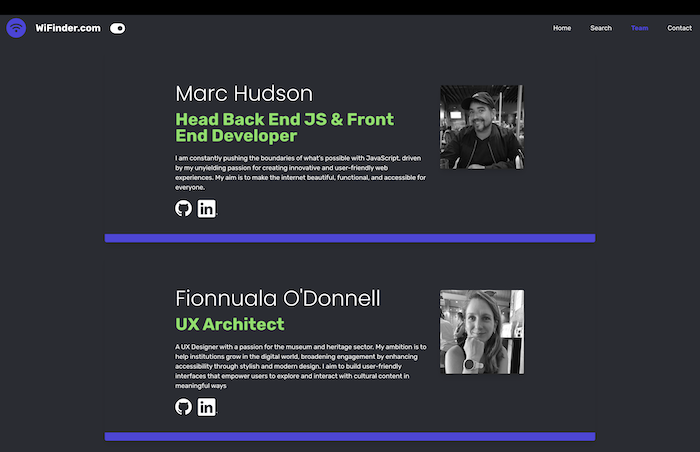 WiFinder.com
Home Search Team Contact
Marc Hudson
Head Back End JS & Front
End Developer
I am constantly pushing the boundaries of what's possible with JavaScript. driven
by my unyielding passion for creating innovative and user-friendly web
experiences. My aim is to make the internet beautiful, functional, and accessible for
everyone.
in
Fionnuala O'Donnell
UX Architect
A UX Designer with a passion for the museum and heritage sector. My ambition is to
help institutions grow in the digital world, broadening engagement by enhancing
accessibility through stylish and modern design. I aim to build user-friendly
interfaces that empower users to explore and interact with cultural content in
meaningful ways
in